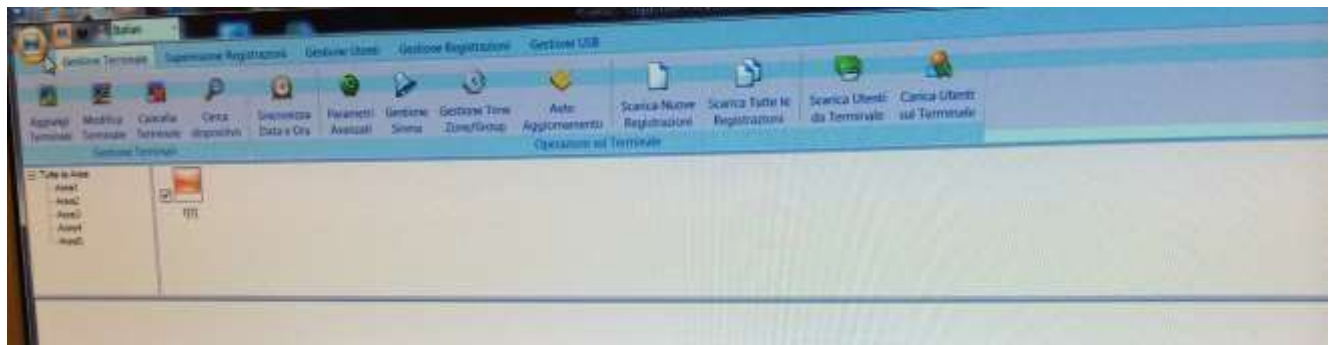 Italian
Gestione Terminale Supervisione Registrazioni Gestione Utenti Gestione Registrazioni Gestione USB
Aggiungi Terminale
Modifica Terminale
Cancella Terminale
Cerca dispositivo
Sincronizza Data e Ora
Parametri Avanzati
Gestione Sirena
Gestione Time Zone/Group
Auto Aggiornamento
Scarica Nuove Registrazioni
Scarica Tutte le Registrazioni
Scarica Utenti da Terminale
Carica Utenti sul Terminale
Gestione Terminali
Operazioni sul Terminale
Tutte le Aree
Area1
Area2
Area3
Area4
Area5